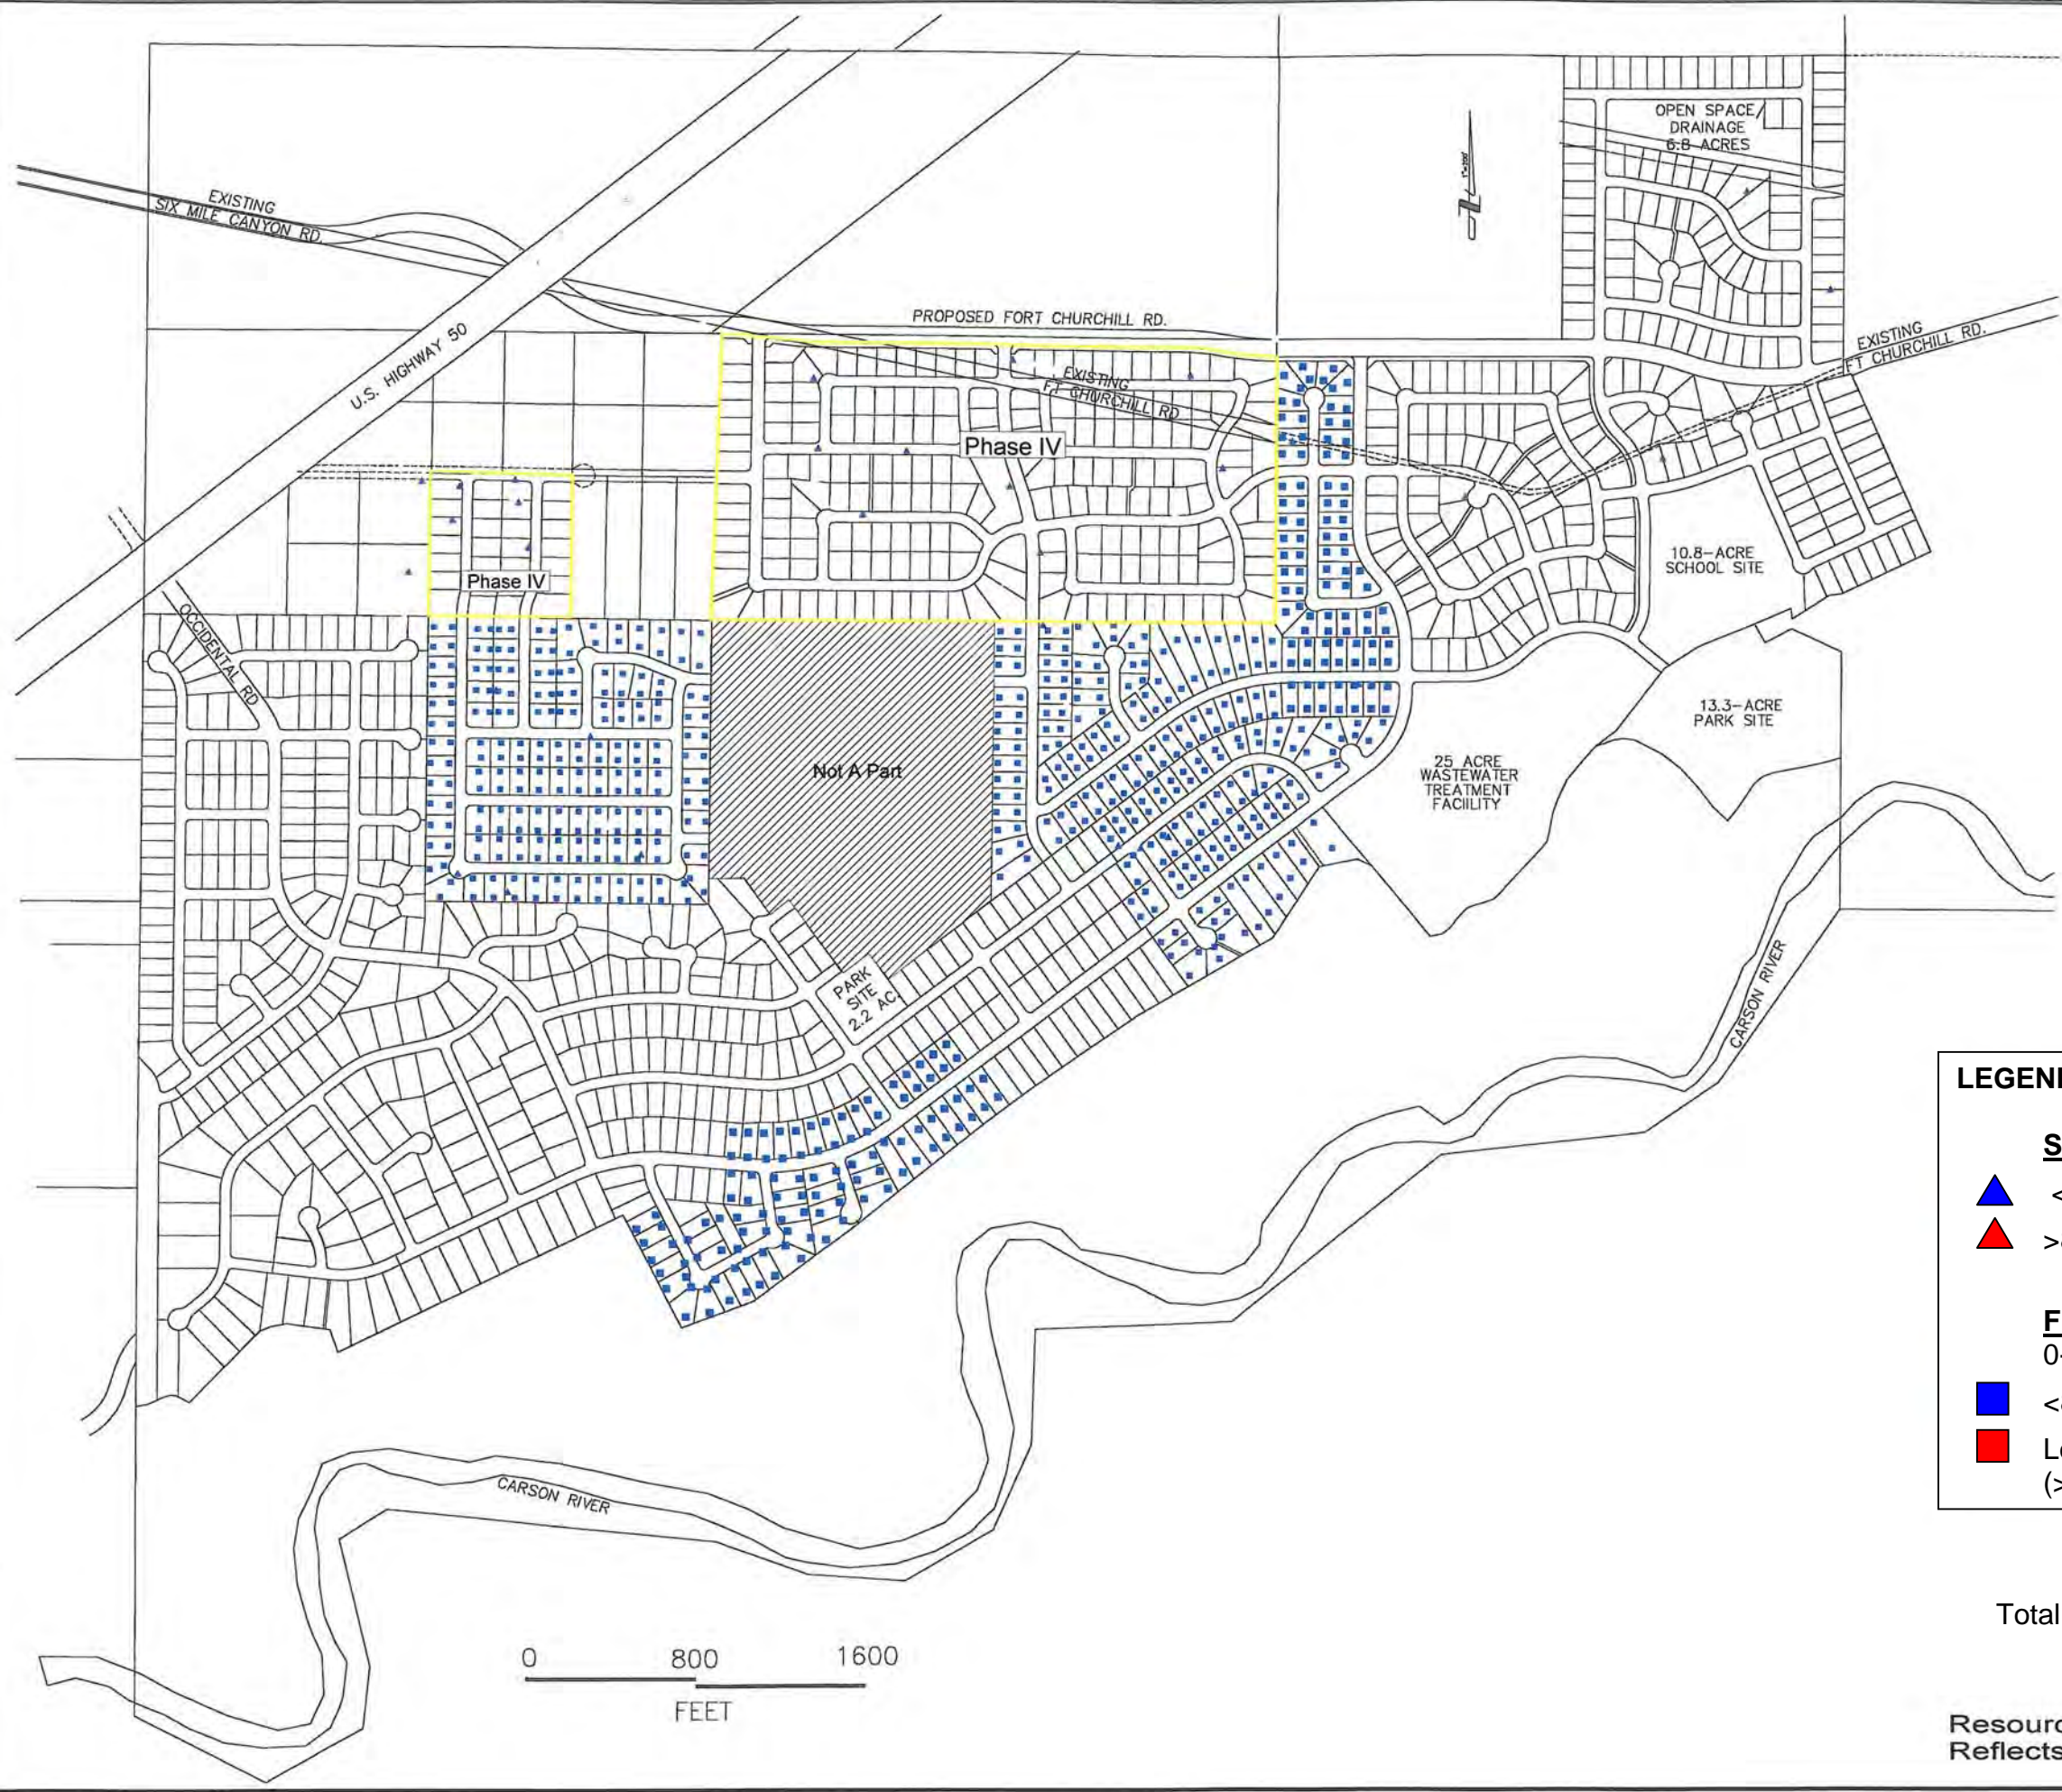 OPEN SPACE/
DRAINAGE
6.8 ACRES
EXISTING
SIX MILE CANYON RD.
U.S. HIGHWAY 50
PROPOSED FORT CHURCHILL RD.
EXISTING
FT CHURCHILL RD.
EXISTING
FT CHURCHILL RD
Phase IV
Phase IV
10.8-ACRE
SCHOOL SITE
OCCIDENTAL RD
13.3-ACRE
PARK SITE
Not A Part
25 ACRE
WASTEWATER
TREATMENT
FACIILITY
PARK
SITE
2.2 AC.
CARSON RIVER
CARSON RIVER
LEGEN
S
<
>
F
0-
<
L
(>
0 800 1600
FEET
Total
Resour
Reflects